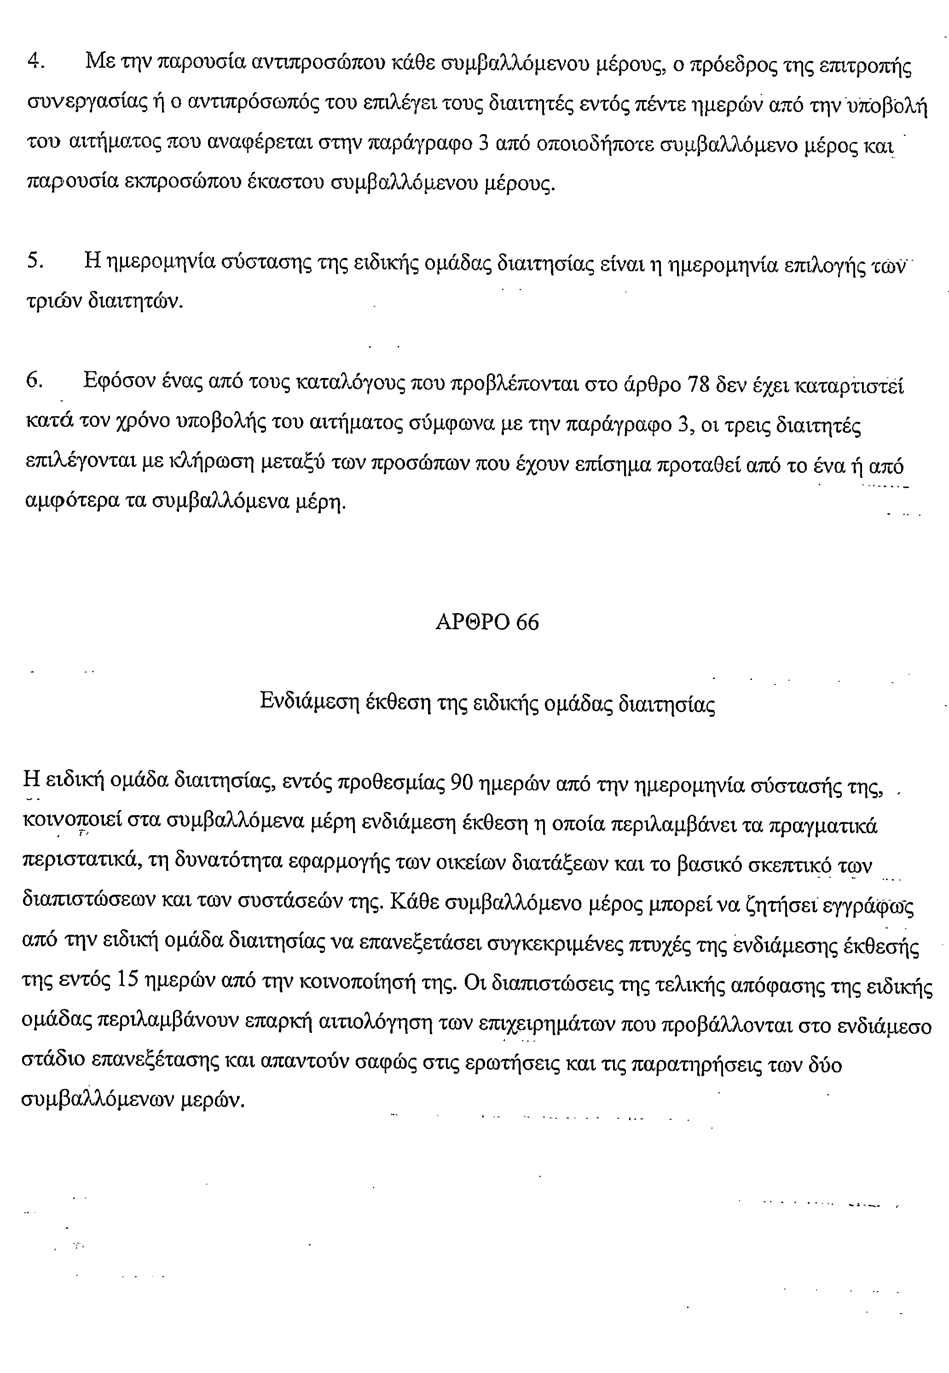 4. Με την παρουσία αντιπροσώπου κάθε συμβαλλόμενου μέρους, ο πρόεδρος της επιτροπής
συνεργασίας ή ο αντιπρόσωπός του επιλέγει τους διαιτητές εντός πέντε ημερών από την υποβολή
του αιτήματος που αναφέρεται στην παράγραφο 3 από οποιοδήποτε συμβαλλόμενο μέρος και
παρουσία εκπροσώπου έκαστου συμβαλλόμενου μέρους.
5. Η ημερομηνία σύστασης της ειδικής ομάδας διαιτησίας είναι η ημερομηνία επιλογής των
τριών διαιτητών.
6. Εφόσον ένας από τους καταλόγους που προβλέπονται στο άρθρο 78 δεν έχει καταρτιστεί
κατά τον χρόνο υποβολής του αιτήματος σύμφωνα με την παράγραφο 3, οι τρεις διαιτητές
επιλέγονται με κλήρωση μεταξύ των προσώπων που έχουν επίσημα προταθεί από το ένα ή από
αμφότερα τα συμβαλλόμενα μέρη.
ΑΡΘΡΟ 66
Ενδιάμεση έκθεση της ειδικής ομάδας διαιτησίας
Η ειδική ομάδα διαιτησίας, εντός προθεσμίας 90 ημερών από την ημερομηνία σύστασής της,
κοινοποιεί στα συμβαλλόμενα μέρη ενδιάμεση έκθεση η οποία περιλαμβάνει τα πραγματικά
περιστατικά, τη δυνατότητα εφαρμογής των οικείων διατάξεων και το βασικό σκεπτικό των
διαπιστώσεων και των συστάσεών της. Κάθε συμβαλλόμενο μέρος μπορεί να ζητήσει εγγράφως
από την ειδική ομάδα διαιτησίας να επανεξετάσει συγκεκριμένες πτυχές της ενδιάμεσης έκθεσής
της εντός 15 ημερών από την κοινοποίησή της. Οι διαπιστώσεις της τελικής απόφασης της ειδικής
ομάδας περιλαμβάνουν επαρκή αιτιολόγηση των επιχειρημάτων που προβάλλονται στο ενδιάμεσο
στάδιο επανεξέτασης και απαντούν σαφώς στις ερωτήσεις και τις παρατηρήσεις των δύο
συμβαλλόμενων μερών.